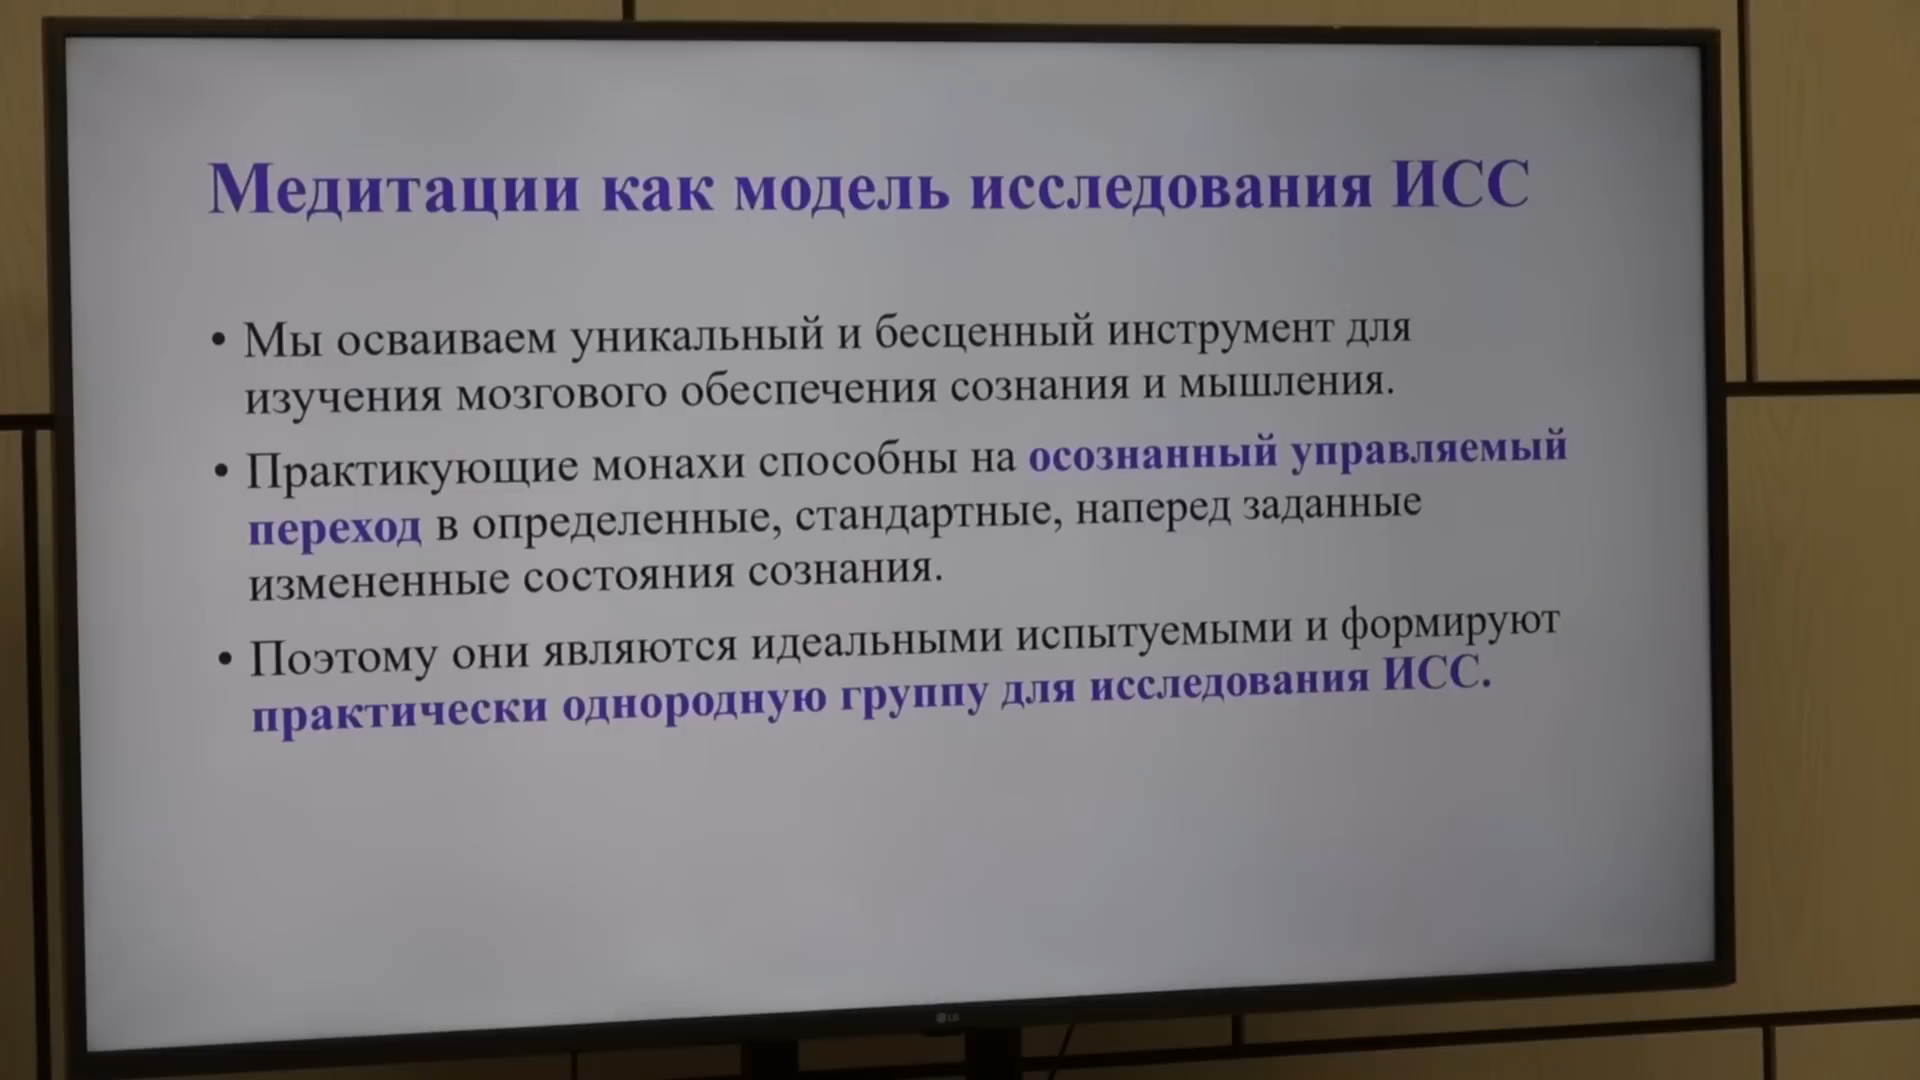 Медитации как модель исследования ИСС
• Мы осваиваем уникальный и бесценный инструмент для
изучения мозгового обеспечения сознания и мышления.
• Практикующие монахи способны на осознанный управляемый
переход в определенные, стандартные, наперед заданные
измененные состояния сознания.
• Поэтому они являются идеальными испытуемыми и формируют
практически однородную группу для исследования ИСС.
LG